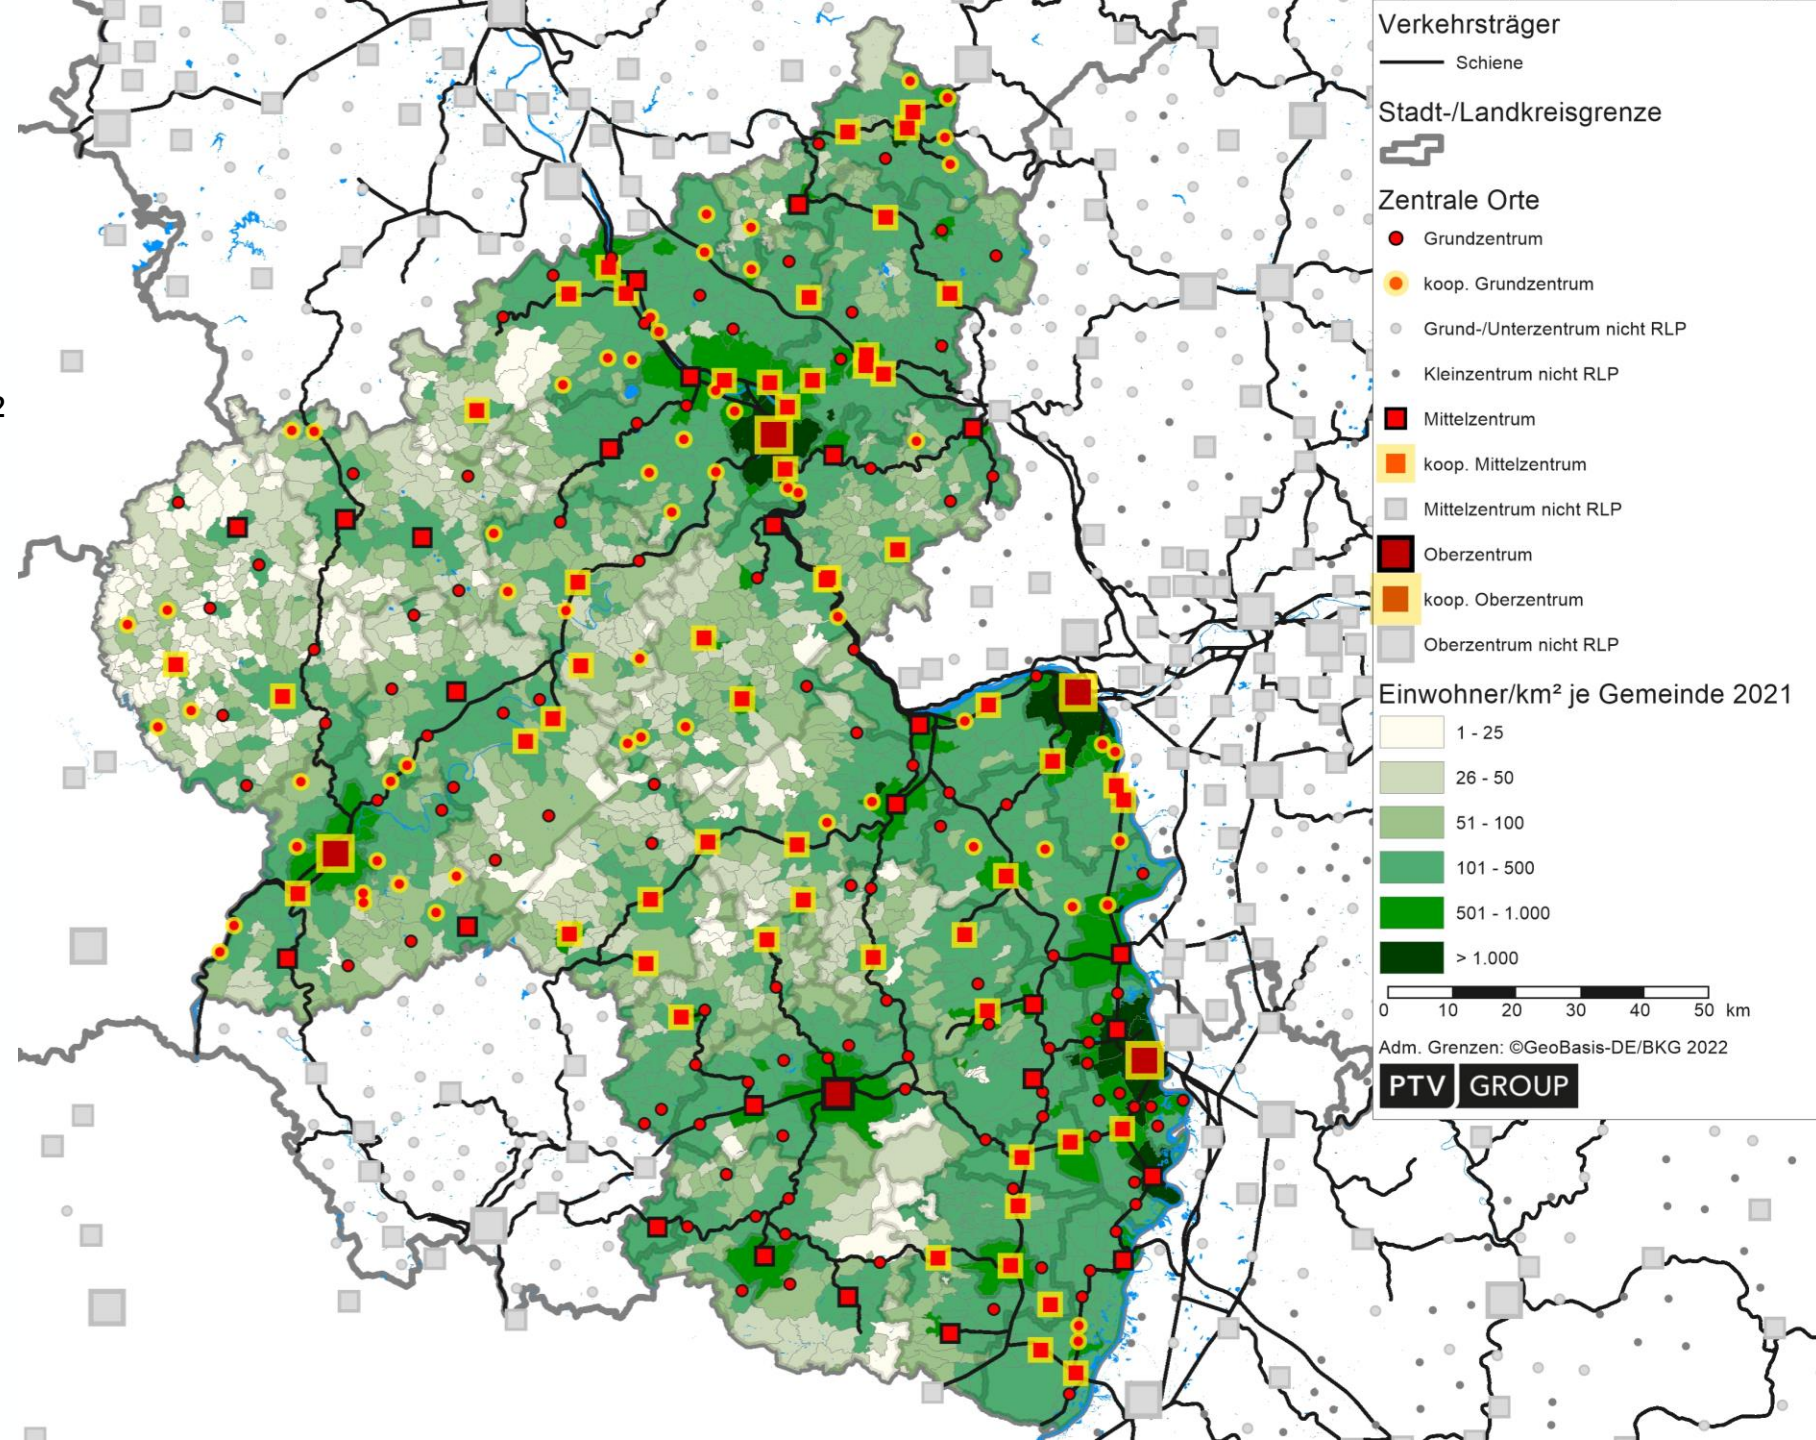 Verkehrsträger
Schiene
Stadt-/Landkreisgrenze
Zentrale Orte
Grundzentrum
koop. Grundzentrum
Grund-/Unterzentrum nicht RLP
Kleinzentrum nicht RLP
Mittelzentrum
koop. Mittelzentrum
Mittelzentrum nicht RLP
Oberzentrum
koop. Oberzentrum
Oberzentrum nicht RLP
Einwohner/km² je Gemeinde 2021
1 - 25
26 - 50
51 - 100
101 - 500
501 - 1.000
> 1.000
0 10 20 30 40 50 km
Adm. Grenzen: ©GeoBasis-DE/BKG 2022
PTV GROUP
2